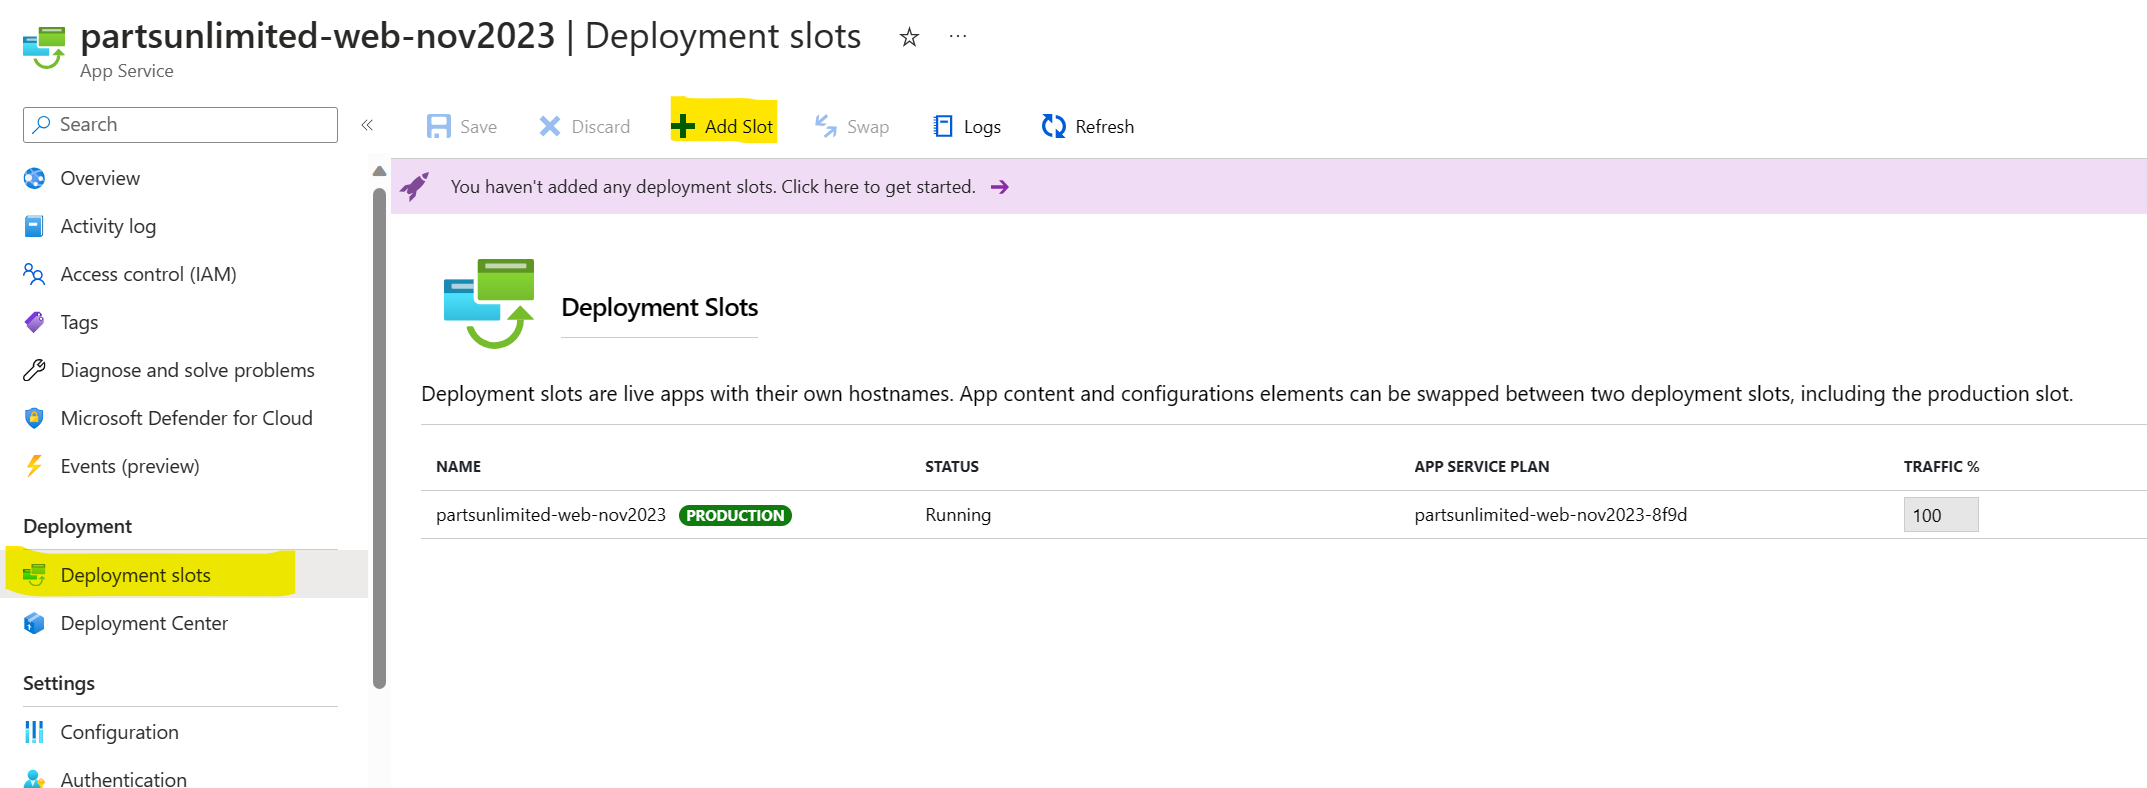 partsunlimited-web-nov2023 | Deployment slots ☆ ...
App Service
Search «
Save Discard Add Slot Swap Logs Refresh
Overview
Activity log
Access control (IAM)
Tags
Diagnose and solve problems
Microsoft Defender for Cloud
Events (preview)
Deployment
Deployment slots
Deployment Center
Settings
Configuration
Authentication
You haven't added any deployment slots. Click here to get started. →
Deployment Slots
Deployment slots are live apps with their own hostnames. App content and configurations elements can be swapped between two deployment slots, including the production slot.
NAME STATUS APP SERVICE PLAN TRAFFIC %
partsunlimited-web-nov2023 PRODUCTION Running partsunlimited-web-nov2023-8f9d 100